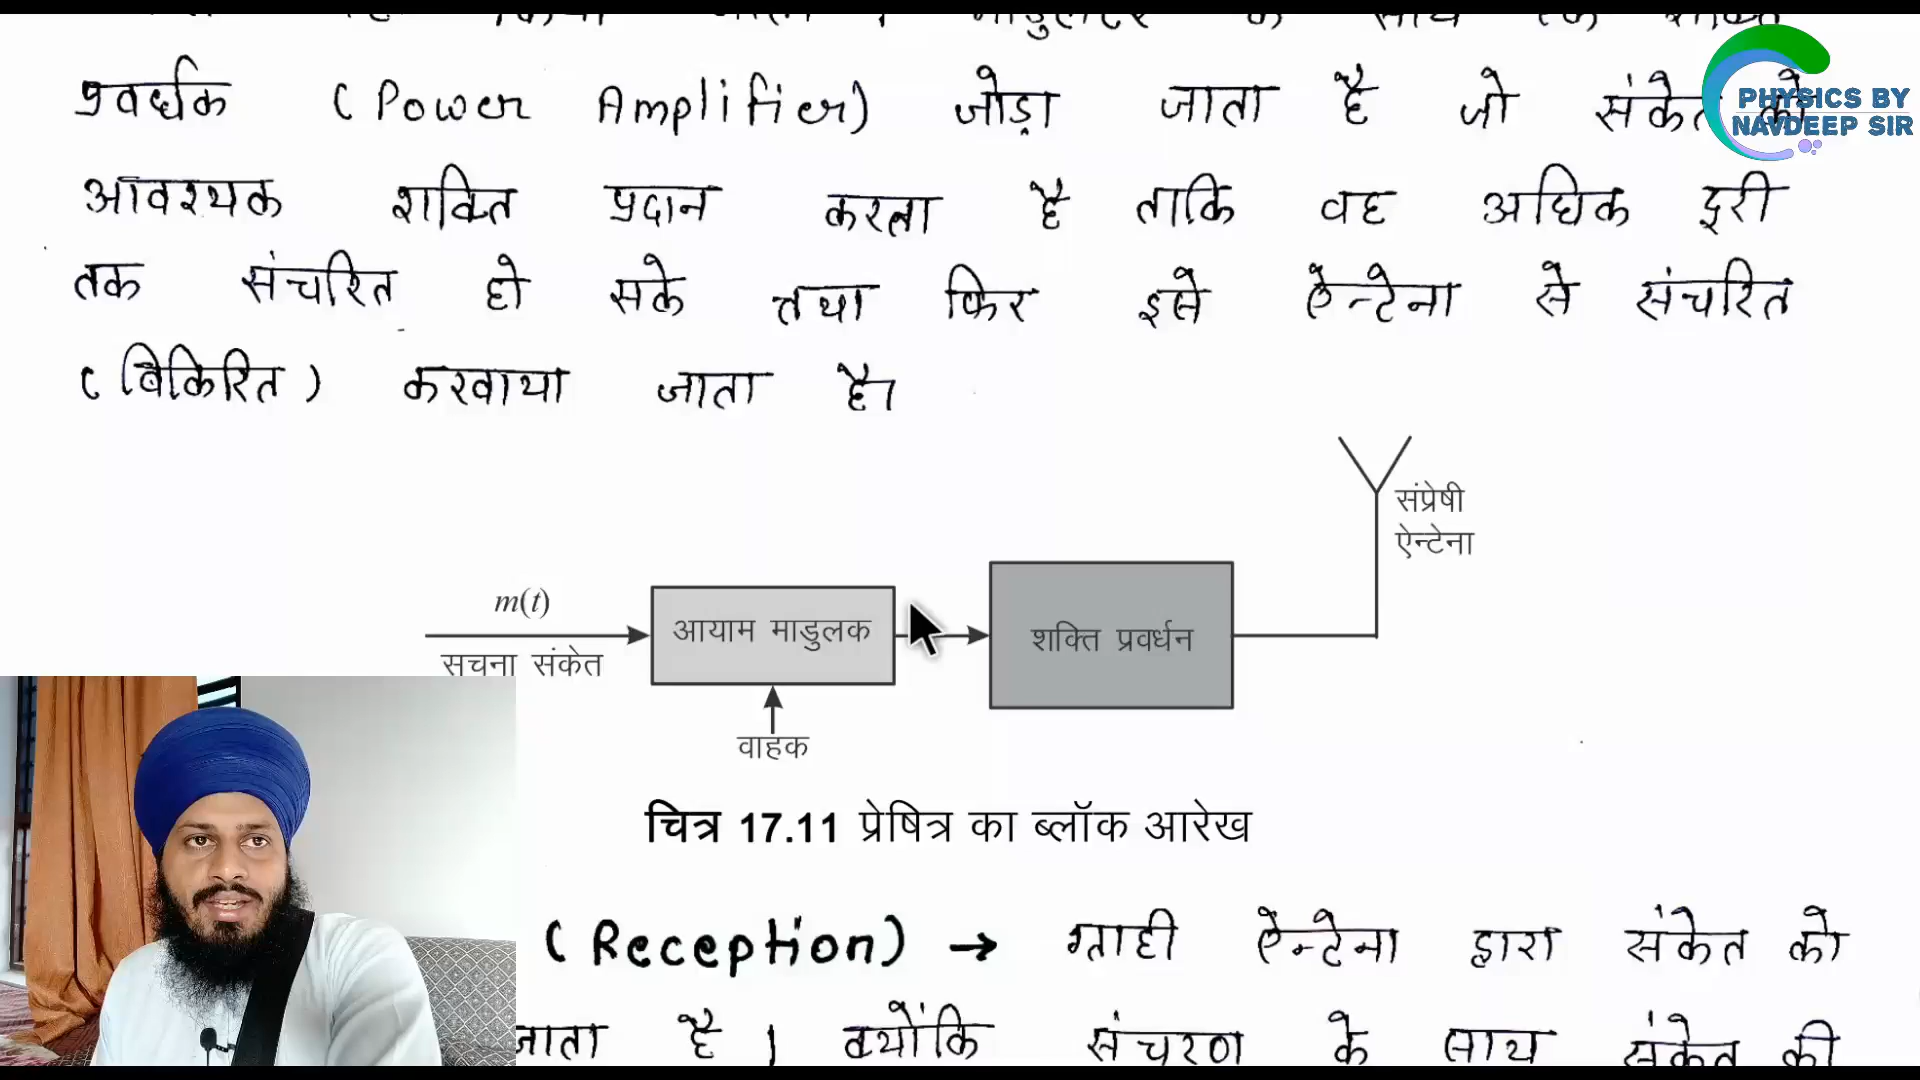 प्रवर्धक (Power Amplifier) जोड़ा जाता है जो संकेत को
PHYSICS BY
NAVDEEP SIR
आवश्यक शक्ति प्रदान करता है ताकि वह अधिक दूरी
तक संचरित हो सके तथा फिर इसे ऐन्टेना से संचरित
(विकिरित) करवाया जाता है।
संप्रेषी
ऐन्टेना
m(t)
सचना संकेत
आयाम माडुलक
शक्ति प्रवर्धन
वाहक
चित्र 17.11 प्रेषित्र का ब्लॉक आरेख
(Reception) → ग्राही ऐन्टेना द्वारा संकेत को
जाता है। क्योंकि संचरण के साथ संकेत की